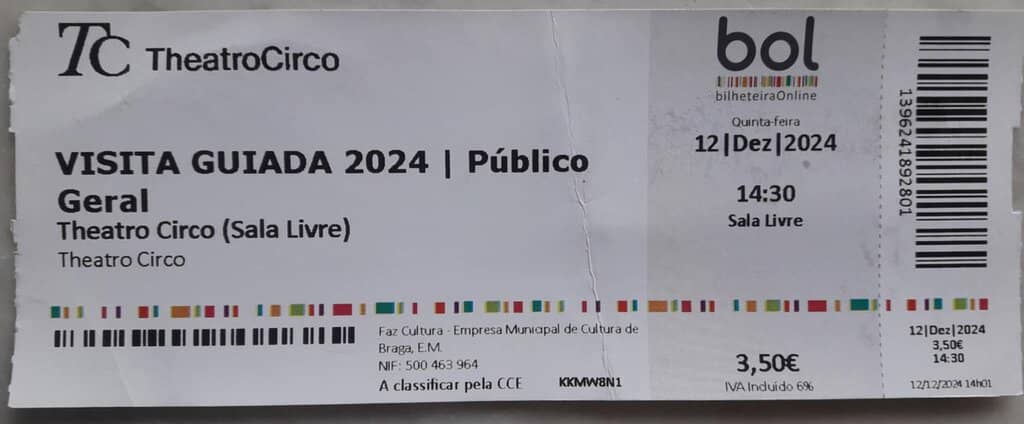 TC TheatroCirco
VISITA GUIADA 2024 | Público
Geral
Theatro Circo (Sala Livre)
Theatro Circo
Faz Cultura - Empresa Municipal de Cultura de
Braga, E.M.
NIF: 500 463 964
A classificar pela CCE KKMW8N1
bol
bilheteiraOnline
Quinta-feira
12|Dez|2024
14:30
Sala Livre
3,50€
IVA Incluído 6%
1396241892801
12|Dez|2024
3,50€
14:30
12/12/2024 14h01